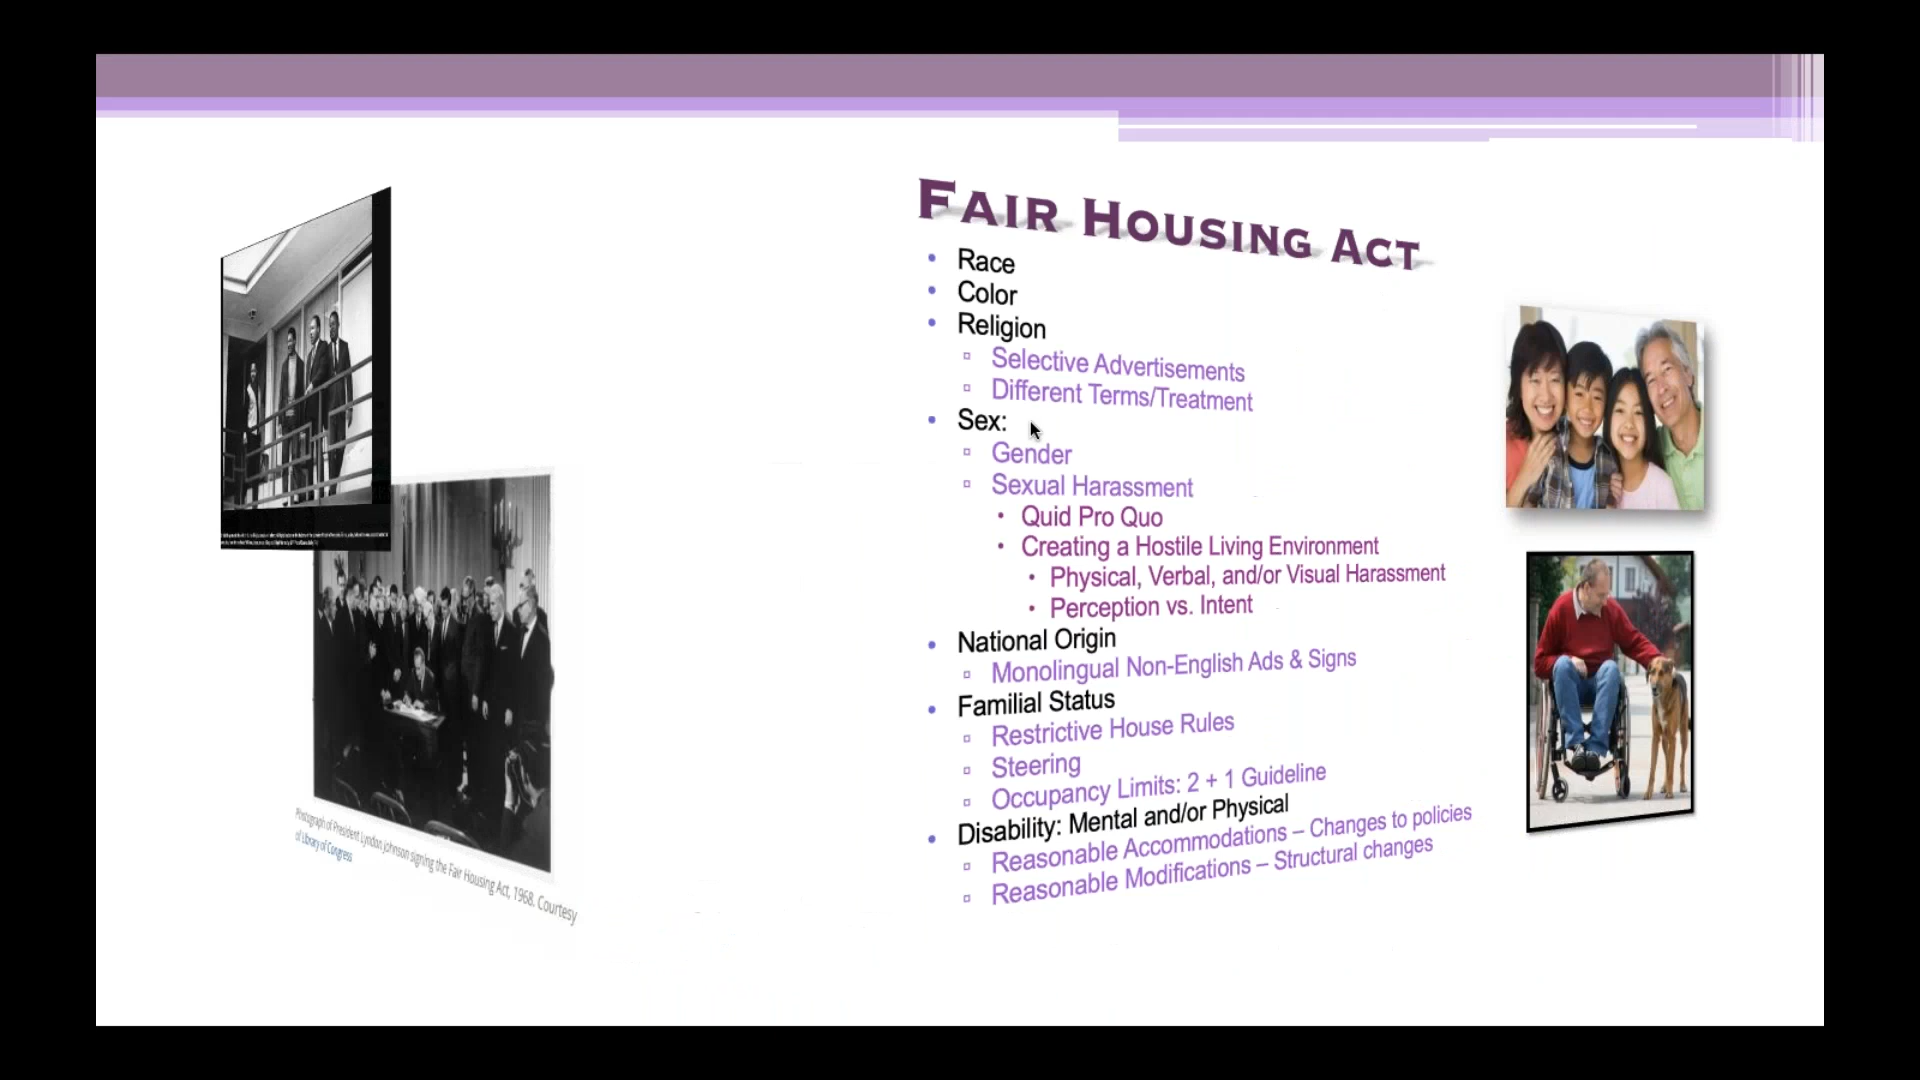 Fair Housing Act
• Race
• Color
• Religion
▫ Selective Advertisements
▫ Different Terms/Treatment
• Sex:
▫ Gender
▫ Sexual Harassment
• Quid Pro Quo
• Creating a Hostile Living Environment
• Physical, Verbal, and/or Visual Harassment
• Perception vs. Intent
• National Origin
▫ Monolingual Non-English Ads & Signs
• Familial Status
▫ Restrictive House Rules
▫ Steering
▫ Occupancy Limits: 2 + 1 Guideline
• Disability: Mental and/or Physical
▫ Reasonable Accommodations – Changes to policies
▫ Reasonable Modifications – Structural changes
Photograph of President Lyndon Johnson signing the Fair Housing Act, 1968. Courtesy
of Library of Congress